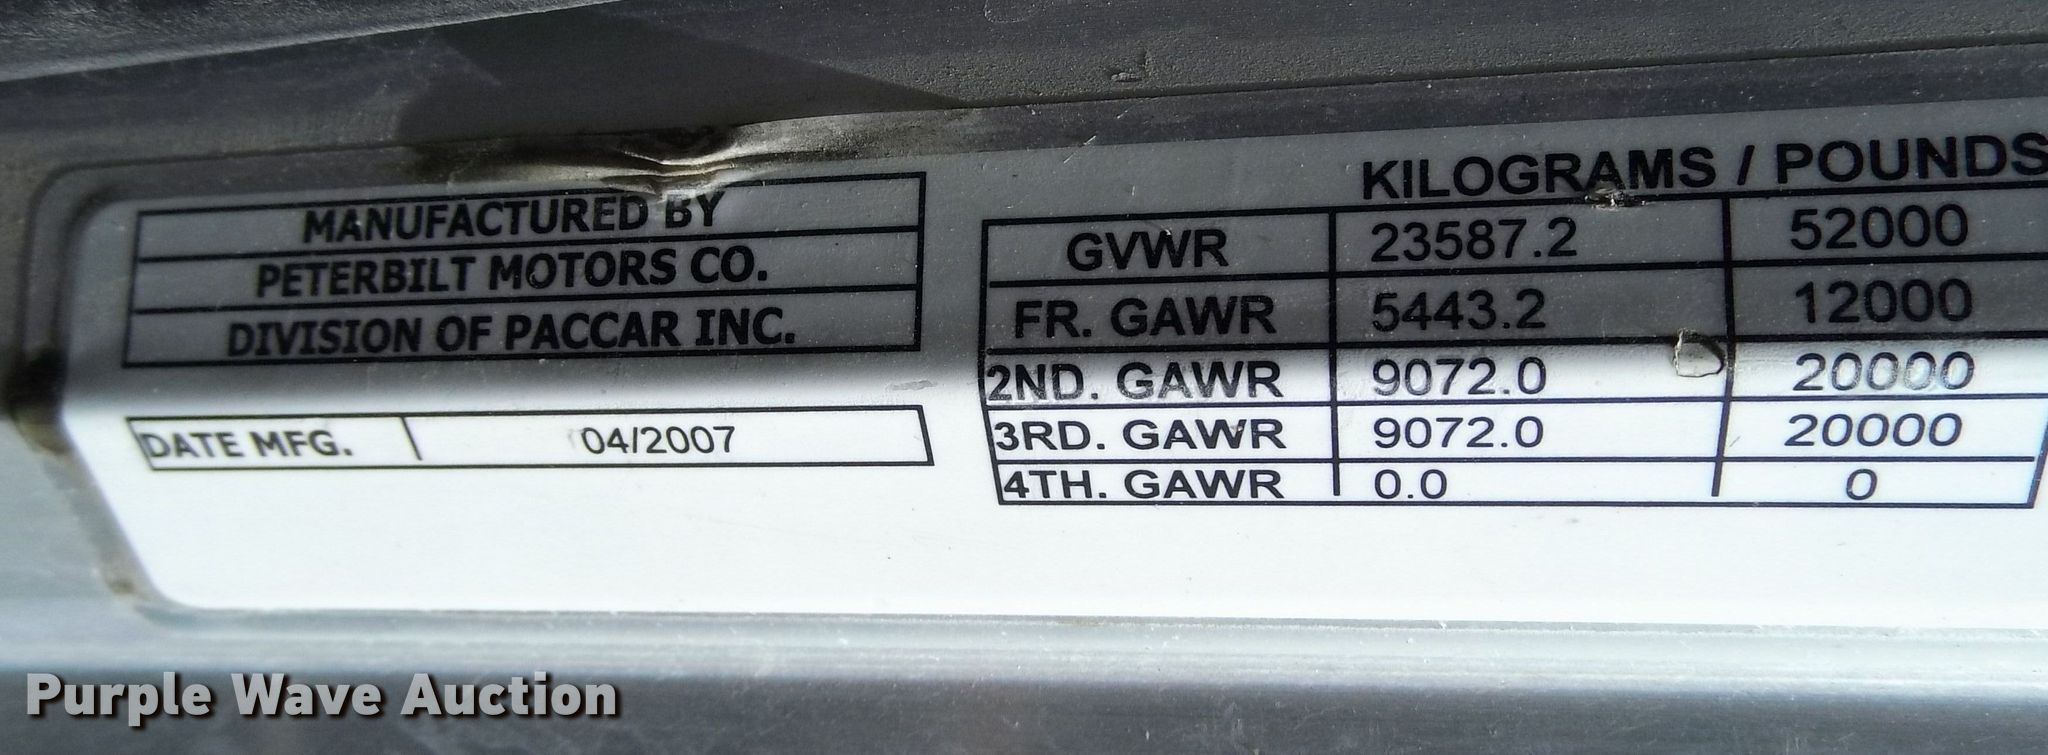 MANUFACTURED BY
PETERBILT MOTORS CO.
DIVISION OF PACCAR INC.
DATE MFG. 04/2007
KILOGRAMS / POUNDS
GVWR 23587.2 52000
FR. GAWR 5443.2 12000
2ND. GAWR 9072.0 20000
3RD. GAWR 9072.0 20000
4TH. GAWR 0.0 0
Purple Wave Auction